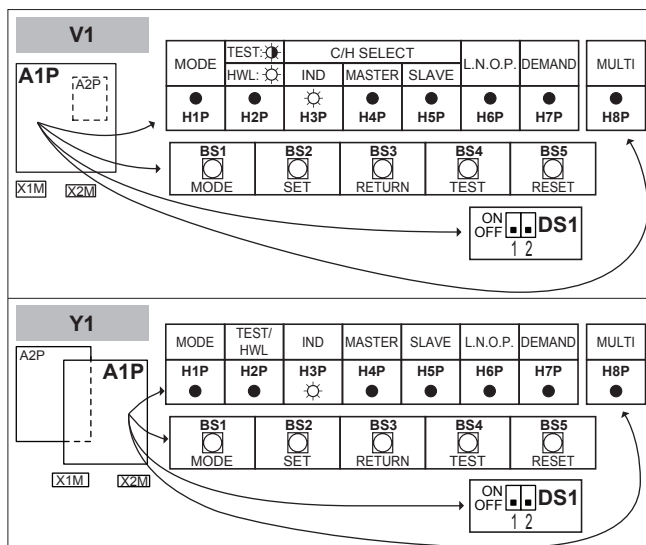 V1
A1P
A2P
X1M X2M
MODE TEST: C/H SELECT L.N.O.P. DEMAND MULTI
HWL: IND MASTER SLAVE
H1P H2P H3P H4P H5P H6P H7P H8P
BS1 BS2 BS3 BS4 BS5
MODE SET RETURN TEST RESET
ON
OFF DS1
1 2
Y1
A2P
A1P
X1M X2M
MODE TEST/ IND MASTER SLAVE L.N.O.P. DEMAND MULTI
HWL
H1P H2P H3P H4P H5P H6P H7P H8P
BS1 BS2 BS3 BS4 BS5
MODE SET RETURN TEST RESET
ON
OFF DS1
1 2